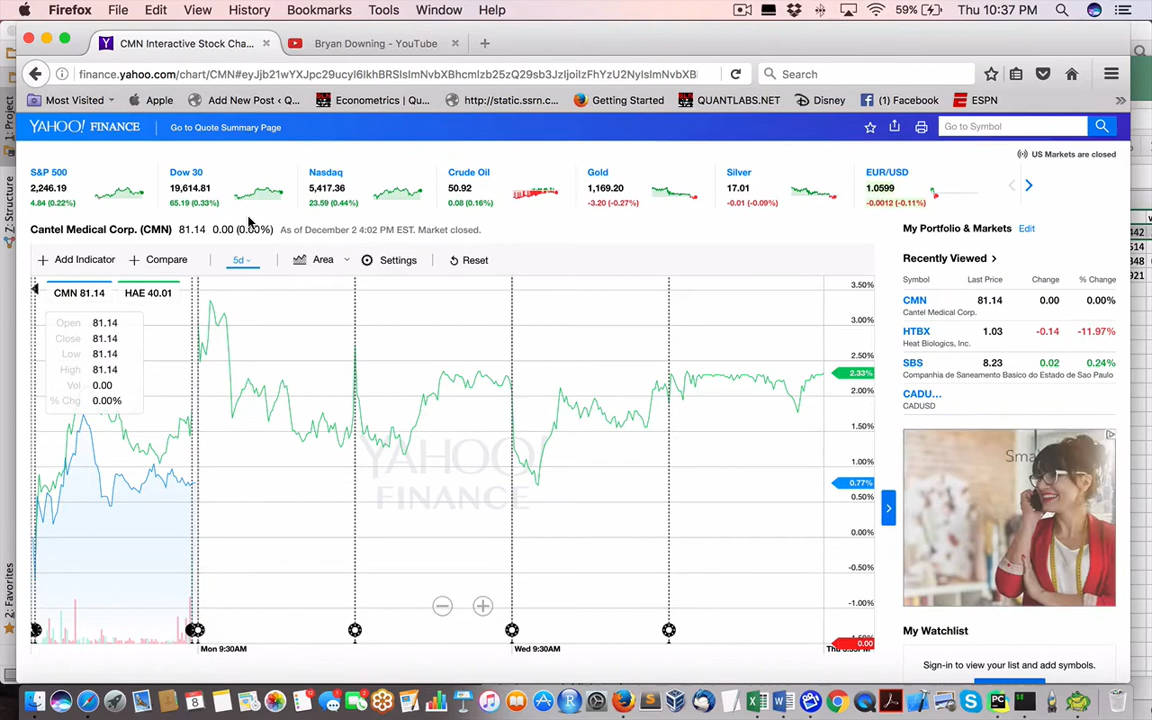 Firefox File Edit View History Bookmarks Tools Window Help 59% Thu 10:37 PM
CMN Interactive Stock Cha... × Bryan Downing - YouTube × +
finance.yahoo.com/chart/CMN#eyJjb21wYXJpc29ucyI6IkhBRSIsImNvbXBhcmlzb25zQ29sb3JzIjoiIzFhYzU2NyIsImNvbXBl Search
Most Visited Apple Add New Post ‹ Q... Econometrics | Qu... http://static.ssrn.c... Getting Started QUANTLABS.NET Disney (1) Facebook ESPN »
YAHOO! FINANCE Go to Quote Summary Page Go to Symbol
US Markets are closed
S&P 500 Dow 30 Nasdaq Crude Oil Gold Silver EUR/USD
2,246.19 19,614.81 5,417.36 50.92 1,169.20 17.01 1.0599
4.84 (0.22%) 65.19 (0.33%) 23.59 (0.44%) 0.08 (0.16%) -3.20 (-0.27%) -0.01 (-0.09%) -0.0012 (-0.11%)
Cantel Medical Corp. (CMN) 81.14 0.00 (0.00%) As of December 2 4:02 PM EST. Market closed.
+ Add Indicator + Compare 5d Area Settings Reset
CMN 81.14 HAE 40.01
Open 81.14
Close 81.14
Low 81.14
High 81.14
Vol 0.00
% Chg 0.00%
3.50%
3.00%
2.50%
2.33%
2.00%
1.50%
1.00%
0.77%
0.50%
0.00%
-0.50%
-1.00%
0.00
YAHOO!
FINANCE
Mon 9:30AM Wed 9:30AM
My Portfolio & Markets Edit
Recently Viewed
Symbol Last Price Change % Change
CMN 81.14 0.00 0.00%
Cantel Medical Corp.
HTBX 1.03 -0.14 -11.97%
Heat Biologics, Inc.
SBS 8.23 0.02 0.24%
Companhia de Saneamento Basico do Estado de Sao Paulo
CADU...
CADUSD
My Watchlist
Sign-in to view your list and add symbols.
1: Project
Z: Structure
2: Favorites